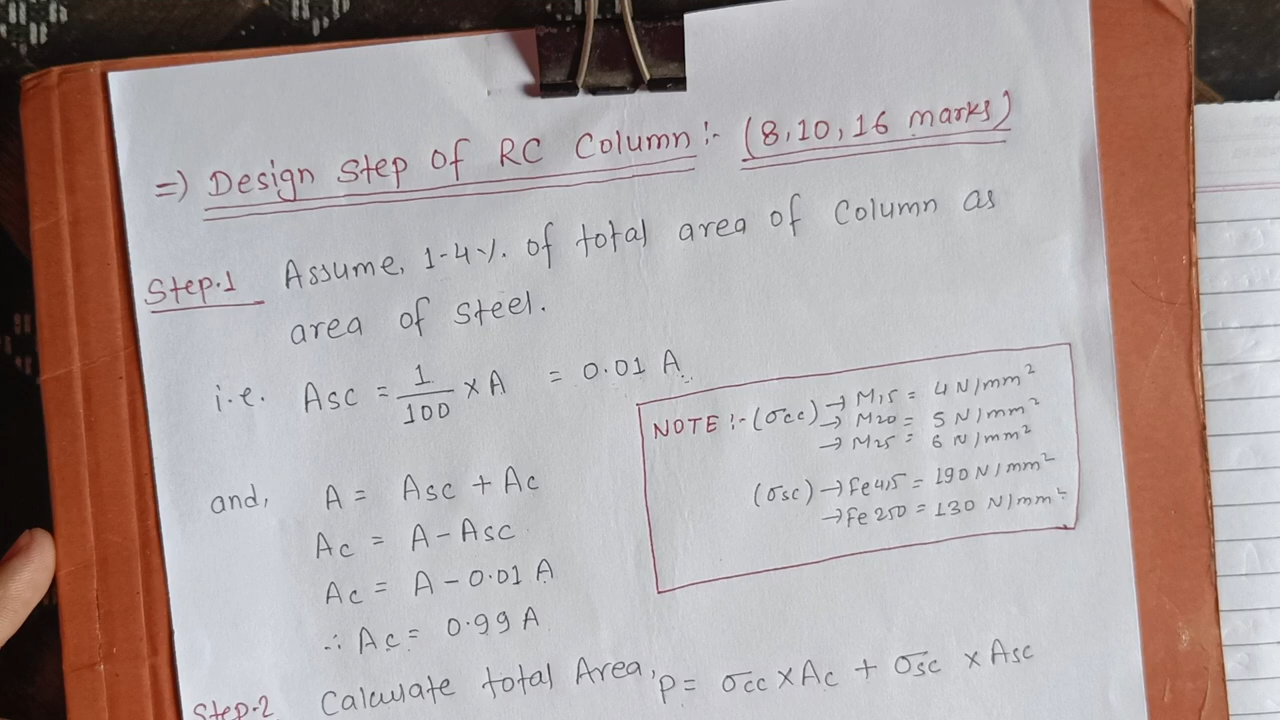 =) Design Step Of RC Column :- (8,10,16 marks)
Step.1 Assume, 1-4 % of total area of Column as
area of Steel.
i.e. Asc = 1/100 × A = 0.01 A
and, A = Asc + Ac
Ac = A - Asc
Ac = A - 0.01 A
∴ Ac = 0.99 A
NOTE :- (σcc) → M15 = 4 N/mm²
→ M20 = 5 N/mm²
→ M25 = 6 N/mm²
(σsc) → Fe415 = 190 N/mm²
→ Fe 250 = 130 N/mm²
Step-2 Calculate total Area, P = σcc × Ac + σsc × Asc